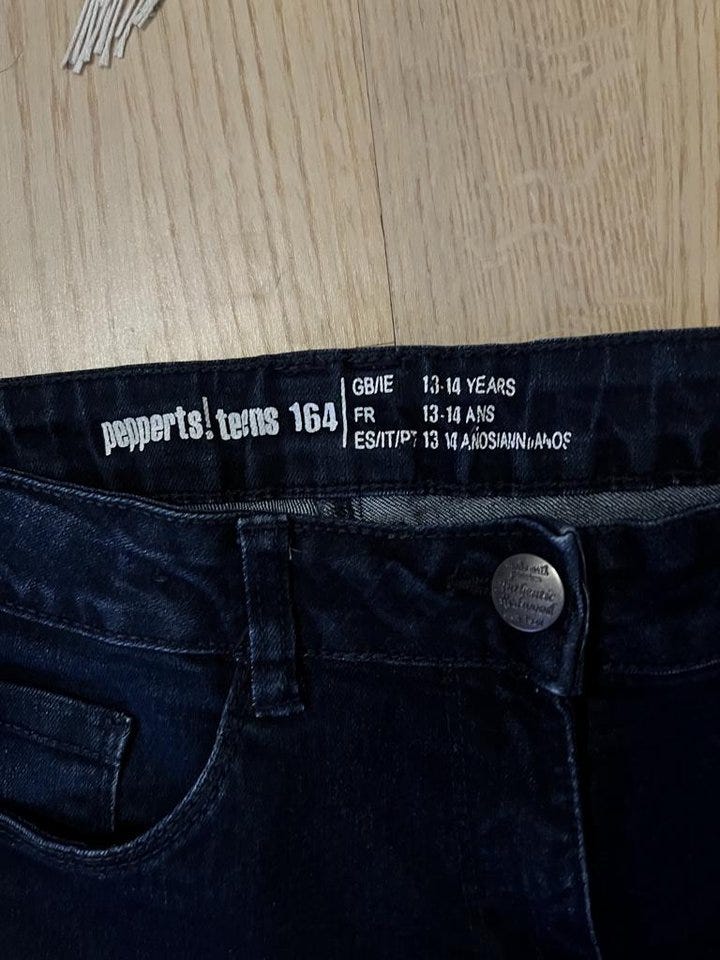 pepperts! teens 164
GB/IE 13-14 YEARS
FR 13-14 ANS
ES/IT/PT 13-14 AÑOS/ANNI/ANOS
Authentic